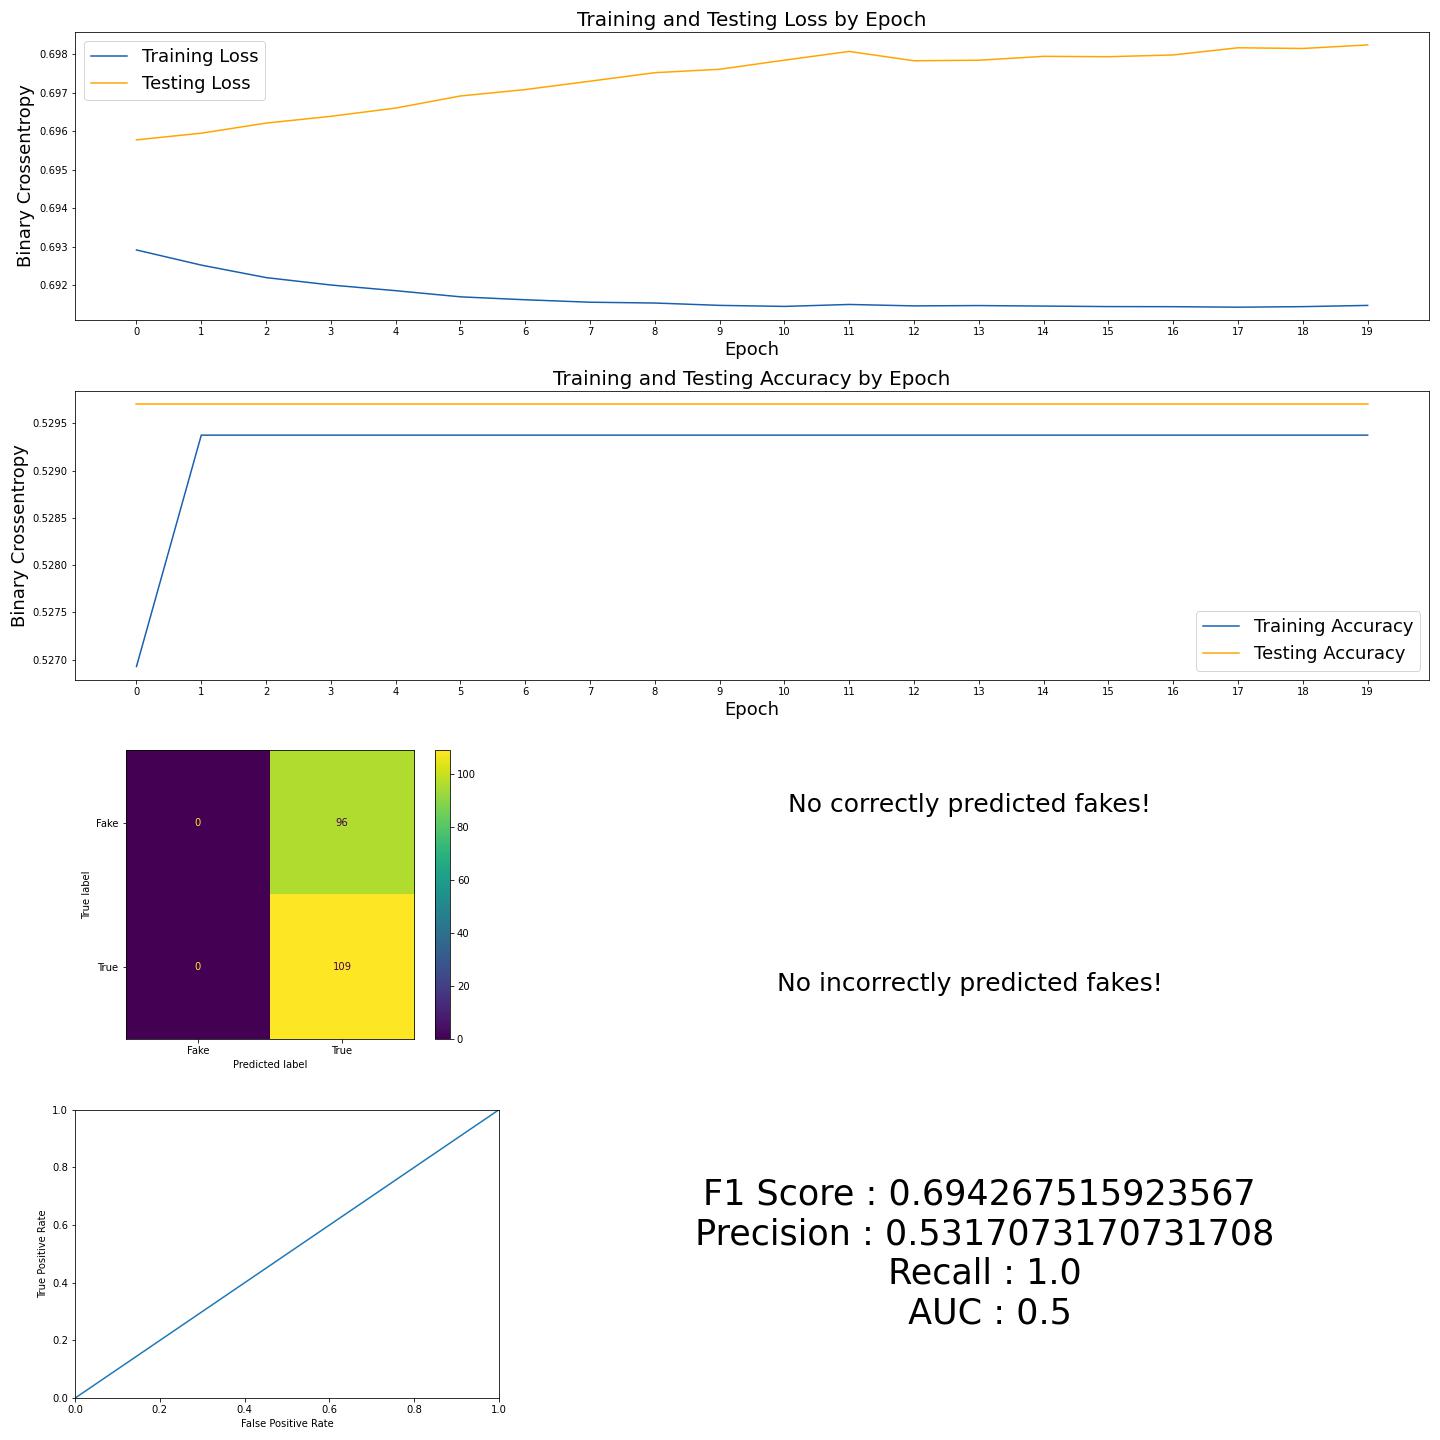 Training and Testing Loss by Epoch
Training Loss
Testing Loss
Binary Crossentropy
0.698
0.697
0.696
0.695
0.694
0.693
0.692
0 1 2 3 4 5 6 7 8 9 10 11 12 13 14 15 16 17 18 19
Epoch
Training and Testing Accuracy by Epoch
Binary Crossentropy
0.5295
0.5290
0.5285
0.5280
0.5275
0.5270
Training Accuracy
Testing Accuracy
0 1 2 3 4 5 6 7 8 9 10 11 12 13 14 15 16 17 18 19
Epoch
True label
Fake
True
0 96
0 109
Fake True
Predicted label
100
80
60
40
20
0
No correctly predicted fakes!
No incorrectly predicted fakes!
True Positive Rate
1.0
0.8
0.6
0.4
0.2
0.0
0.0 0.2 0.4 0.6 0.8 1.0
False Positive Rate
F1 Score : 0.694267515923567
Precision : 0.5317073170731708
Recall : 1.0
AUC : 0.5